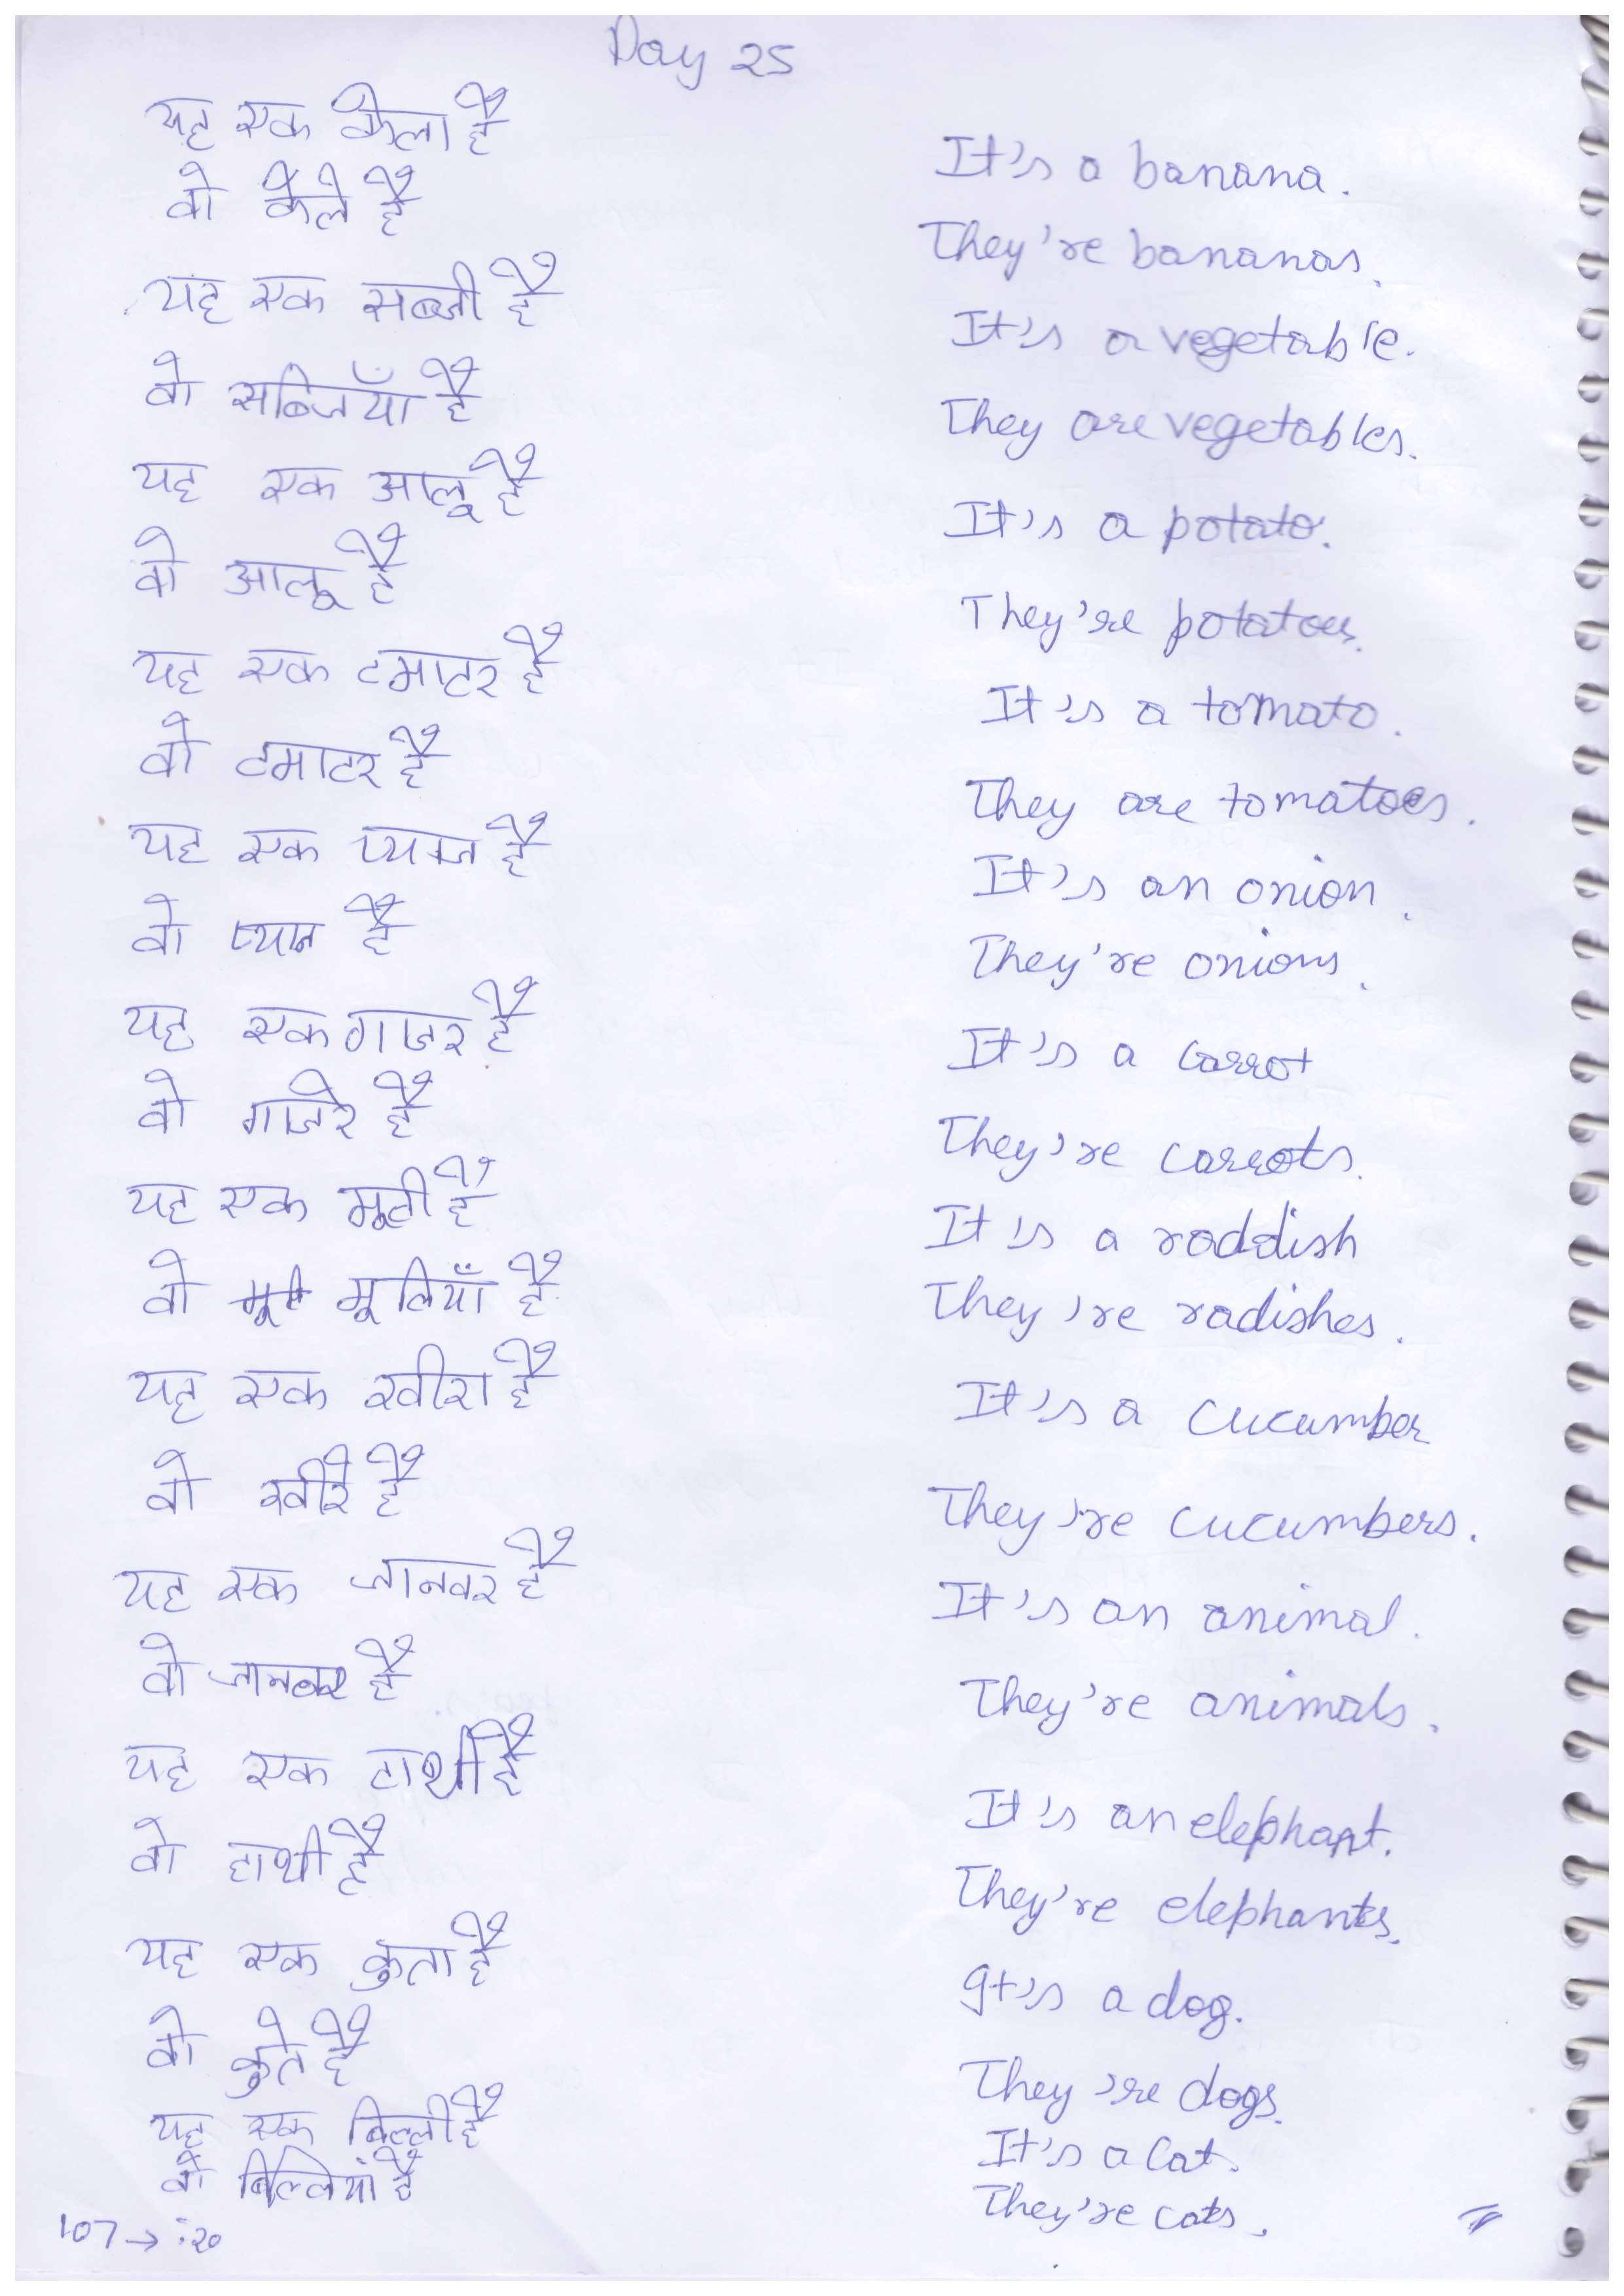 Day 25
यह एक केला है
It's a banana.
वो केले है
They're bananas.
यह एक सब्जी है
It's a vegetable.
वो सब्जियाँ है
They are vegetables.
यह एक आलू है
It's a potato.
वो आलू है
They're potatoes.
यह एक टमाटर है
It's a tomato.
वो टमाटर है
They are tomatoes.
यह एक प्याज है
It's an onion.
वो प्याज है
They're onions.
यह एक गाजर है
It's a carrot
वो गाजरे है
They're carrots.
यह एक मूली है
It's a raddish
वो मूलियाँ है
They're radishes.
यह एक खीरा है
It's a cucumber
वो खीरे है
They're cucumbers.
यह एक जानवर है
It's an animal.
वो जानवर है
They're animals.
यह एक हाथी है
It's an elephant.
वो हाथी है
They're elephants.
यह एक कुता है
It's a dog.
वो कुते है
They're dogs.
यह एक बिल्ली है
It's a cat.
वो बिल्लियां है
They're cats.
107 → :20